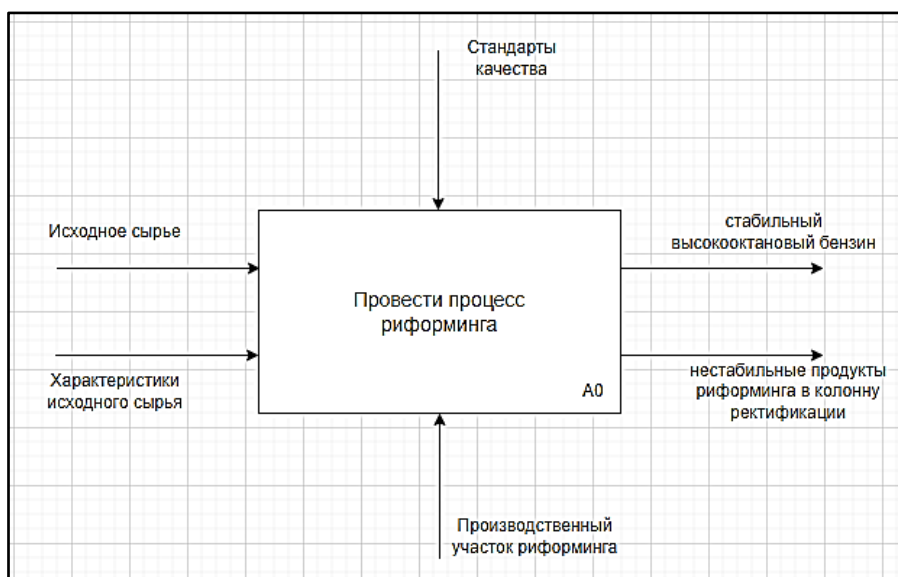 Стандарты
качества
Исходное сырье
стабильный
высокооктановый бензин
Провести процесс
риформинга
Характеристики
исходного сырья
нестабильные продукты
риформинга в колонну
ректификации
A0
Производственный
участок риформинга